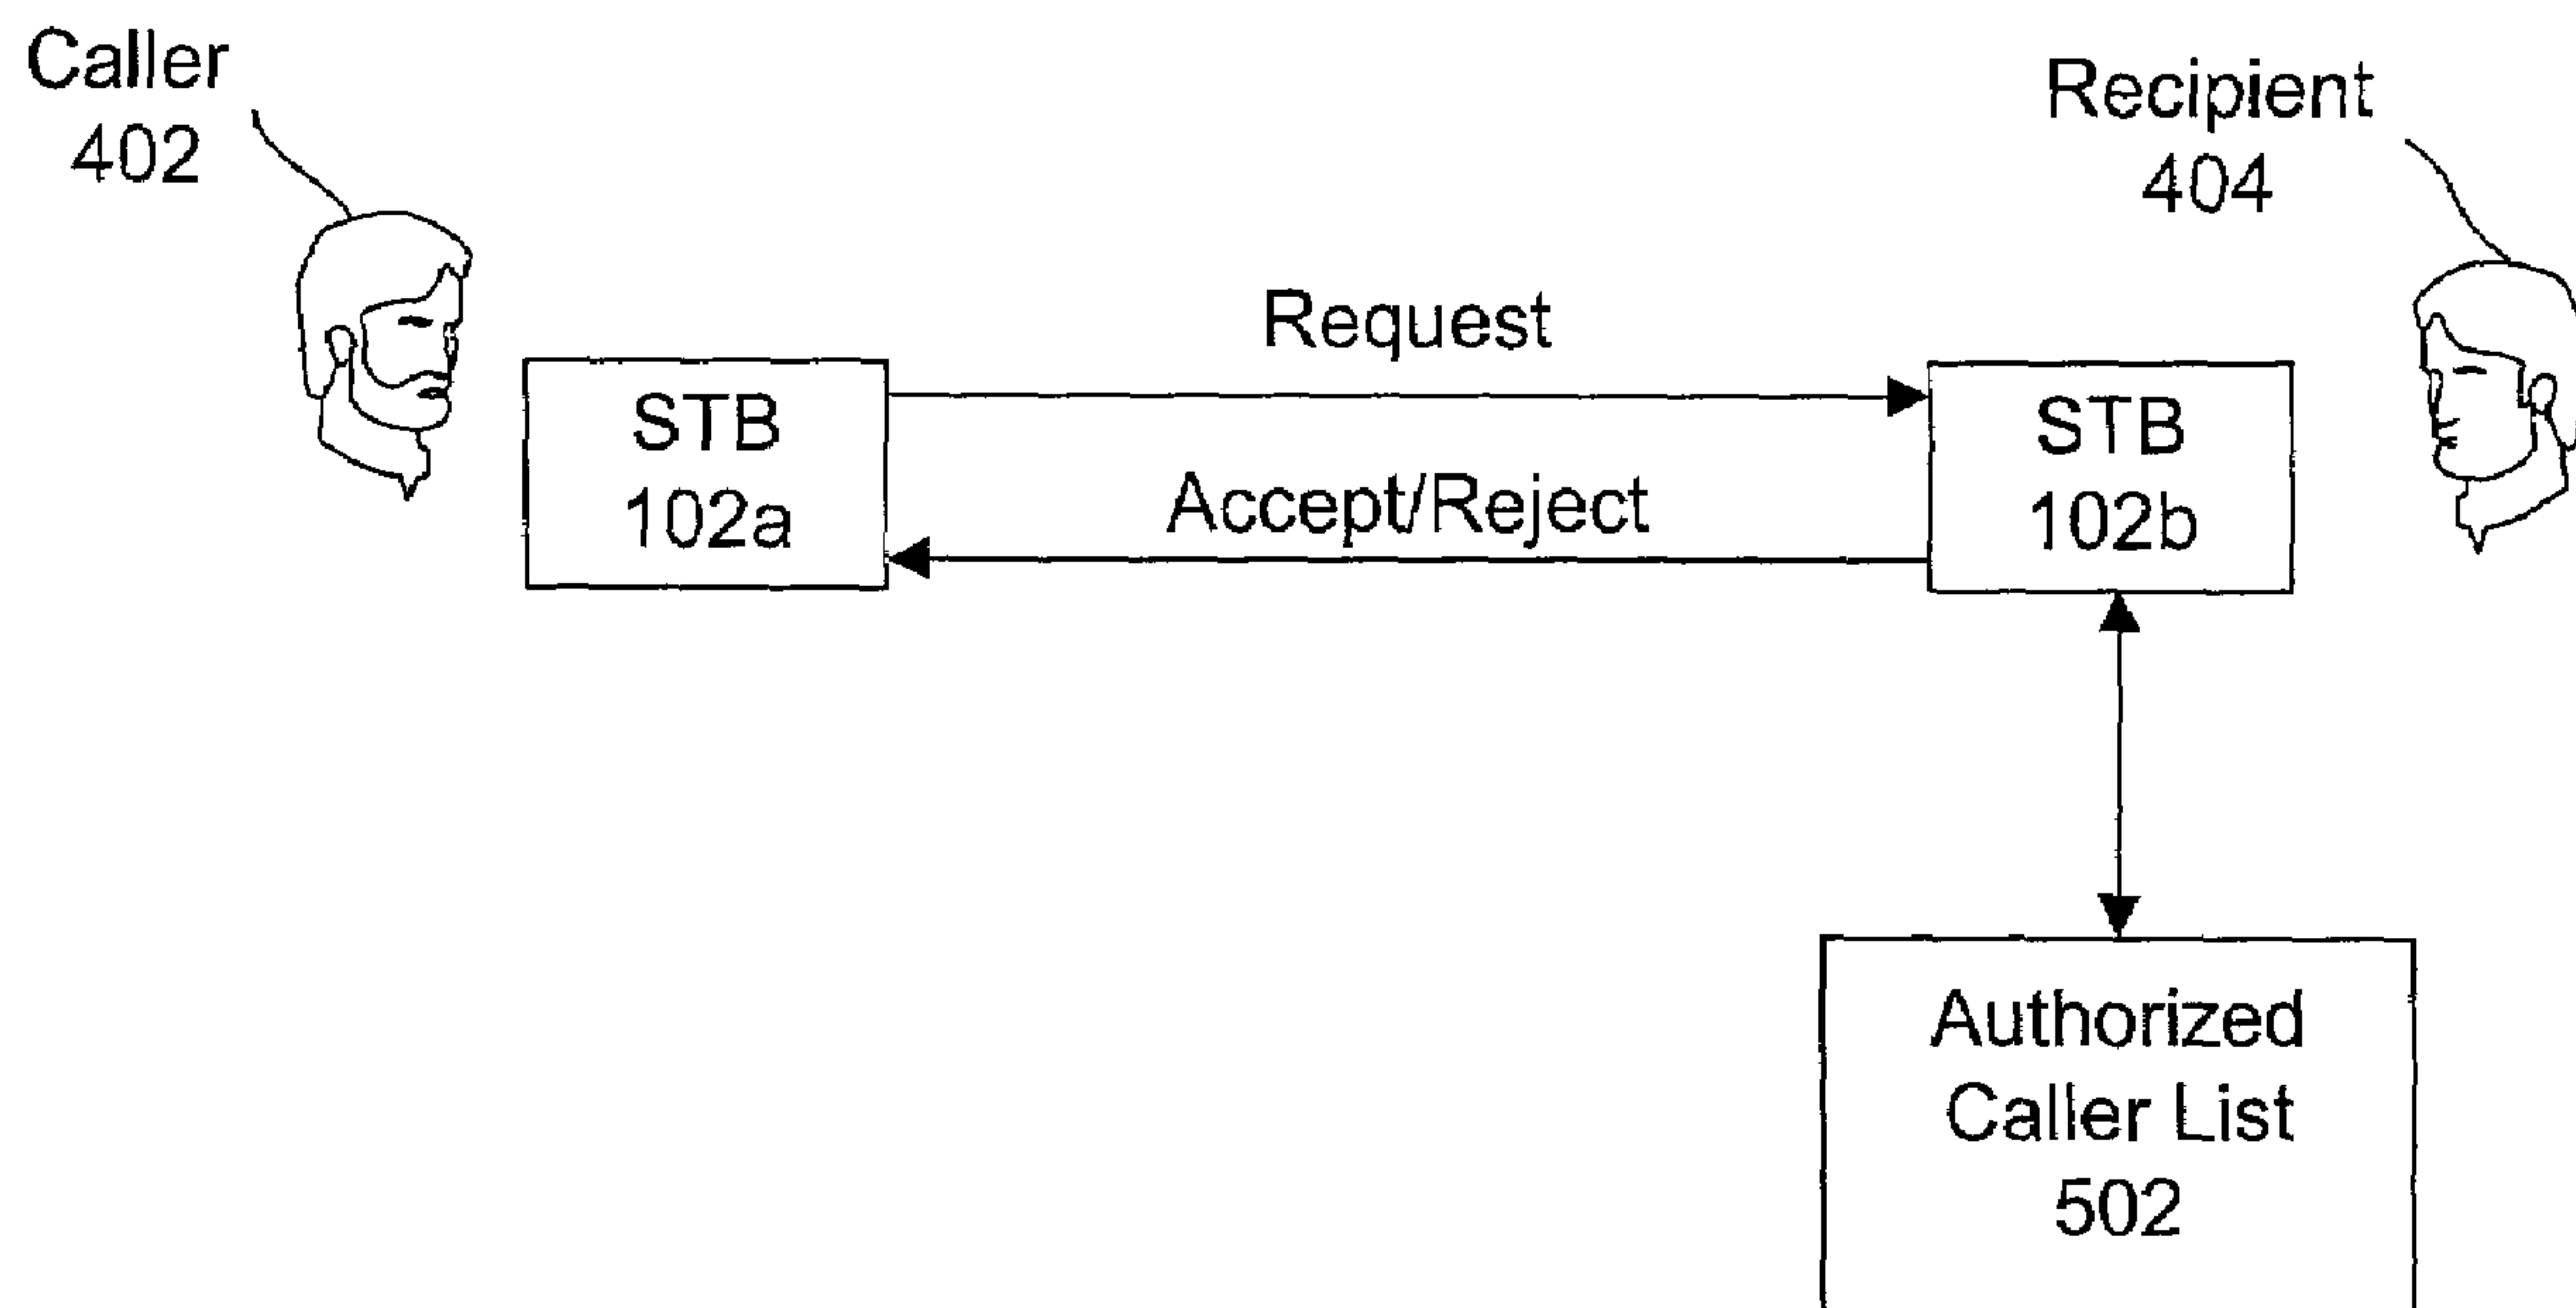 Caller
402
Recipient
404
Request
STB
102a
Accept/Reject
STB
102b
Authorized
Caller List
502